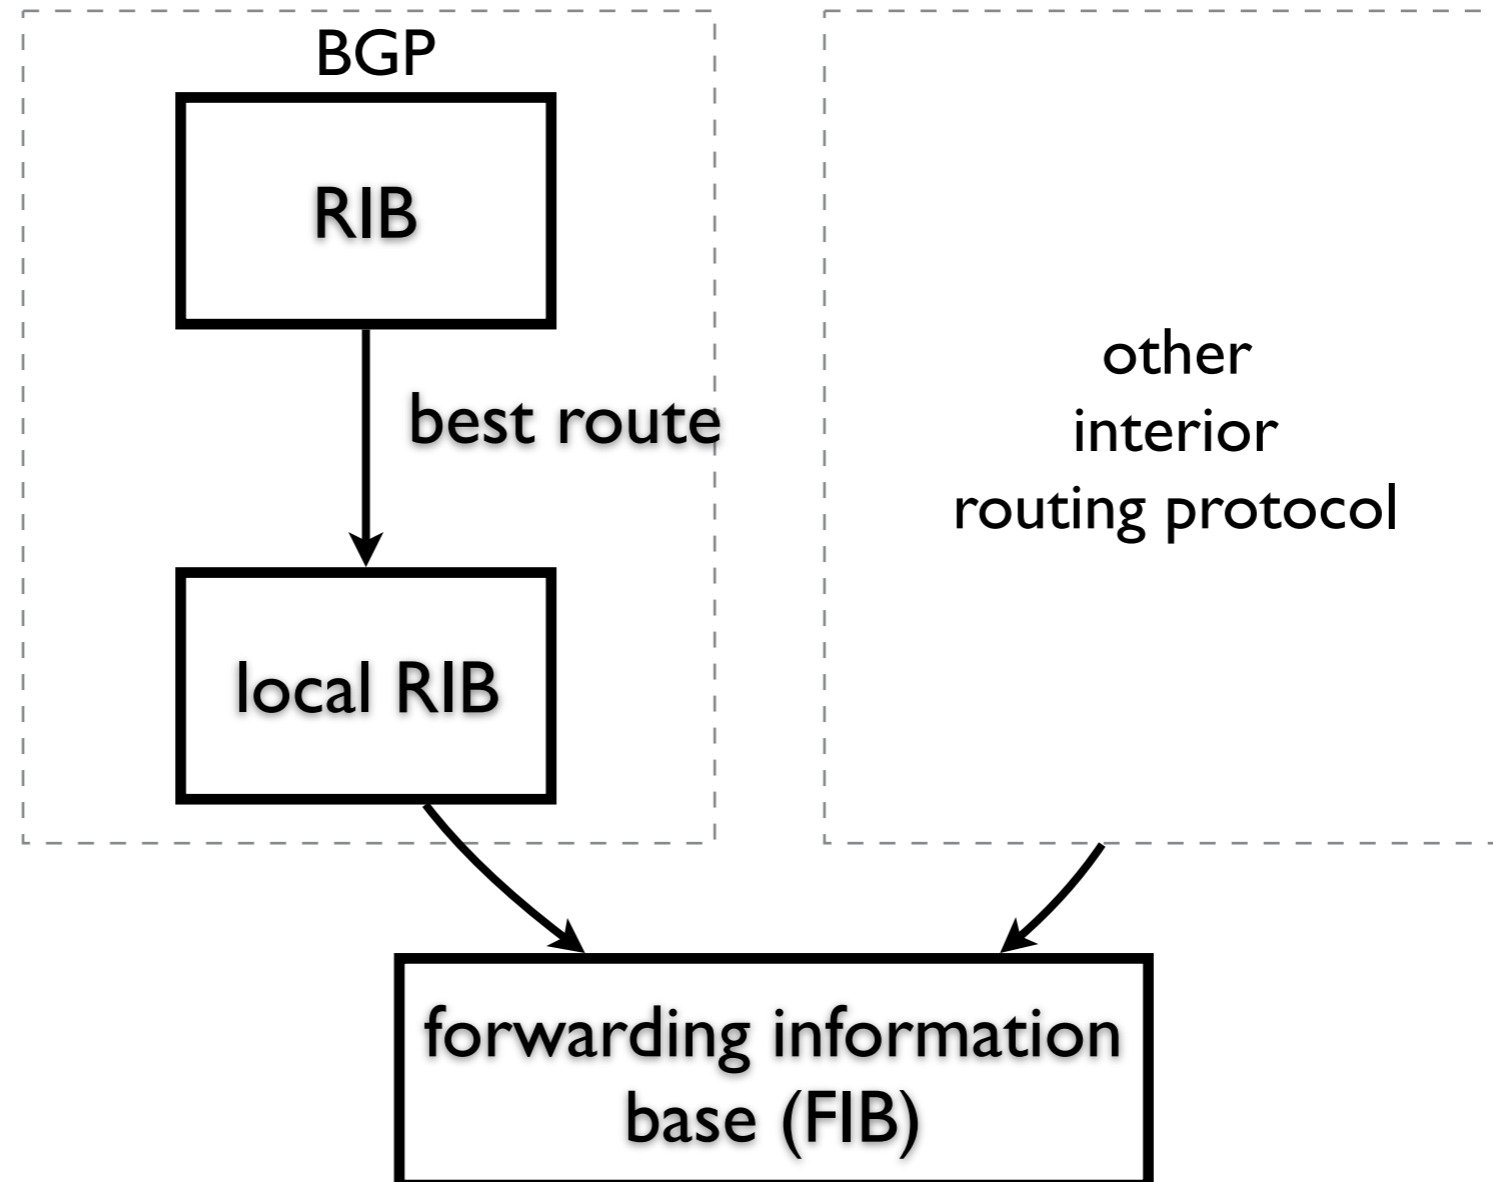 BGP
RIB
best route
local RIB
other
interior
routing protocol
forwarding information
base (FIB)